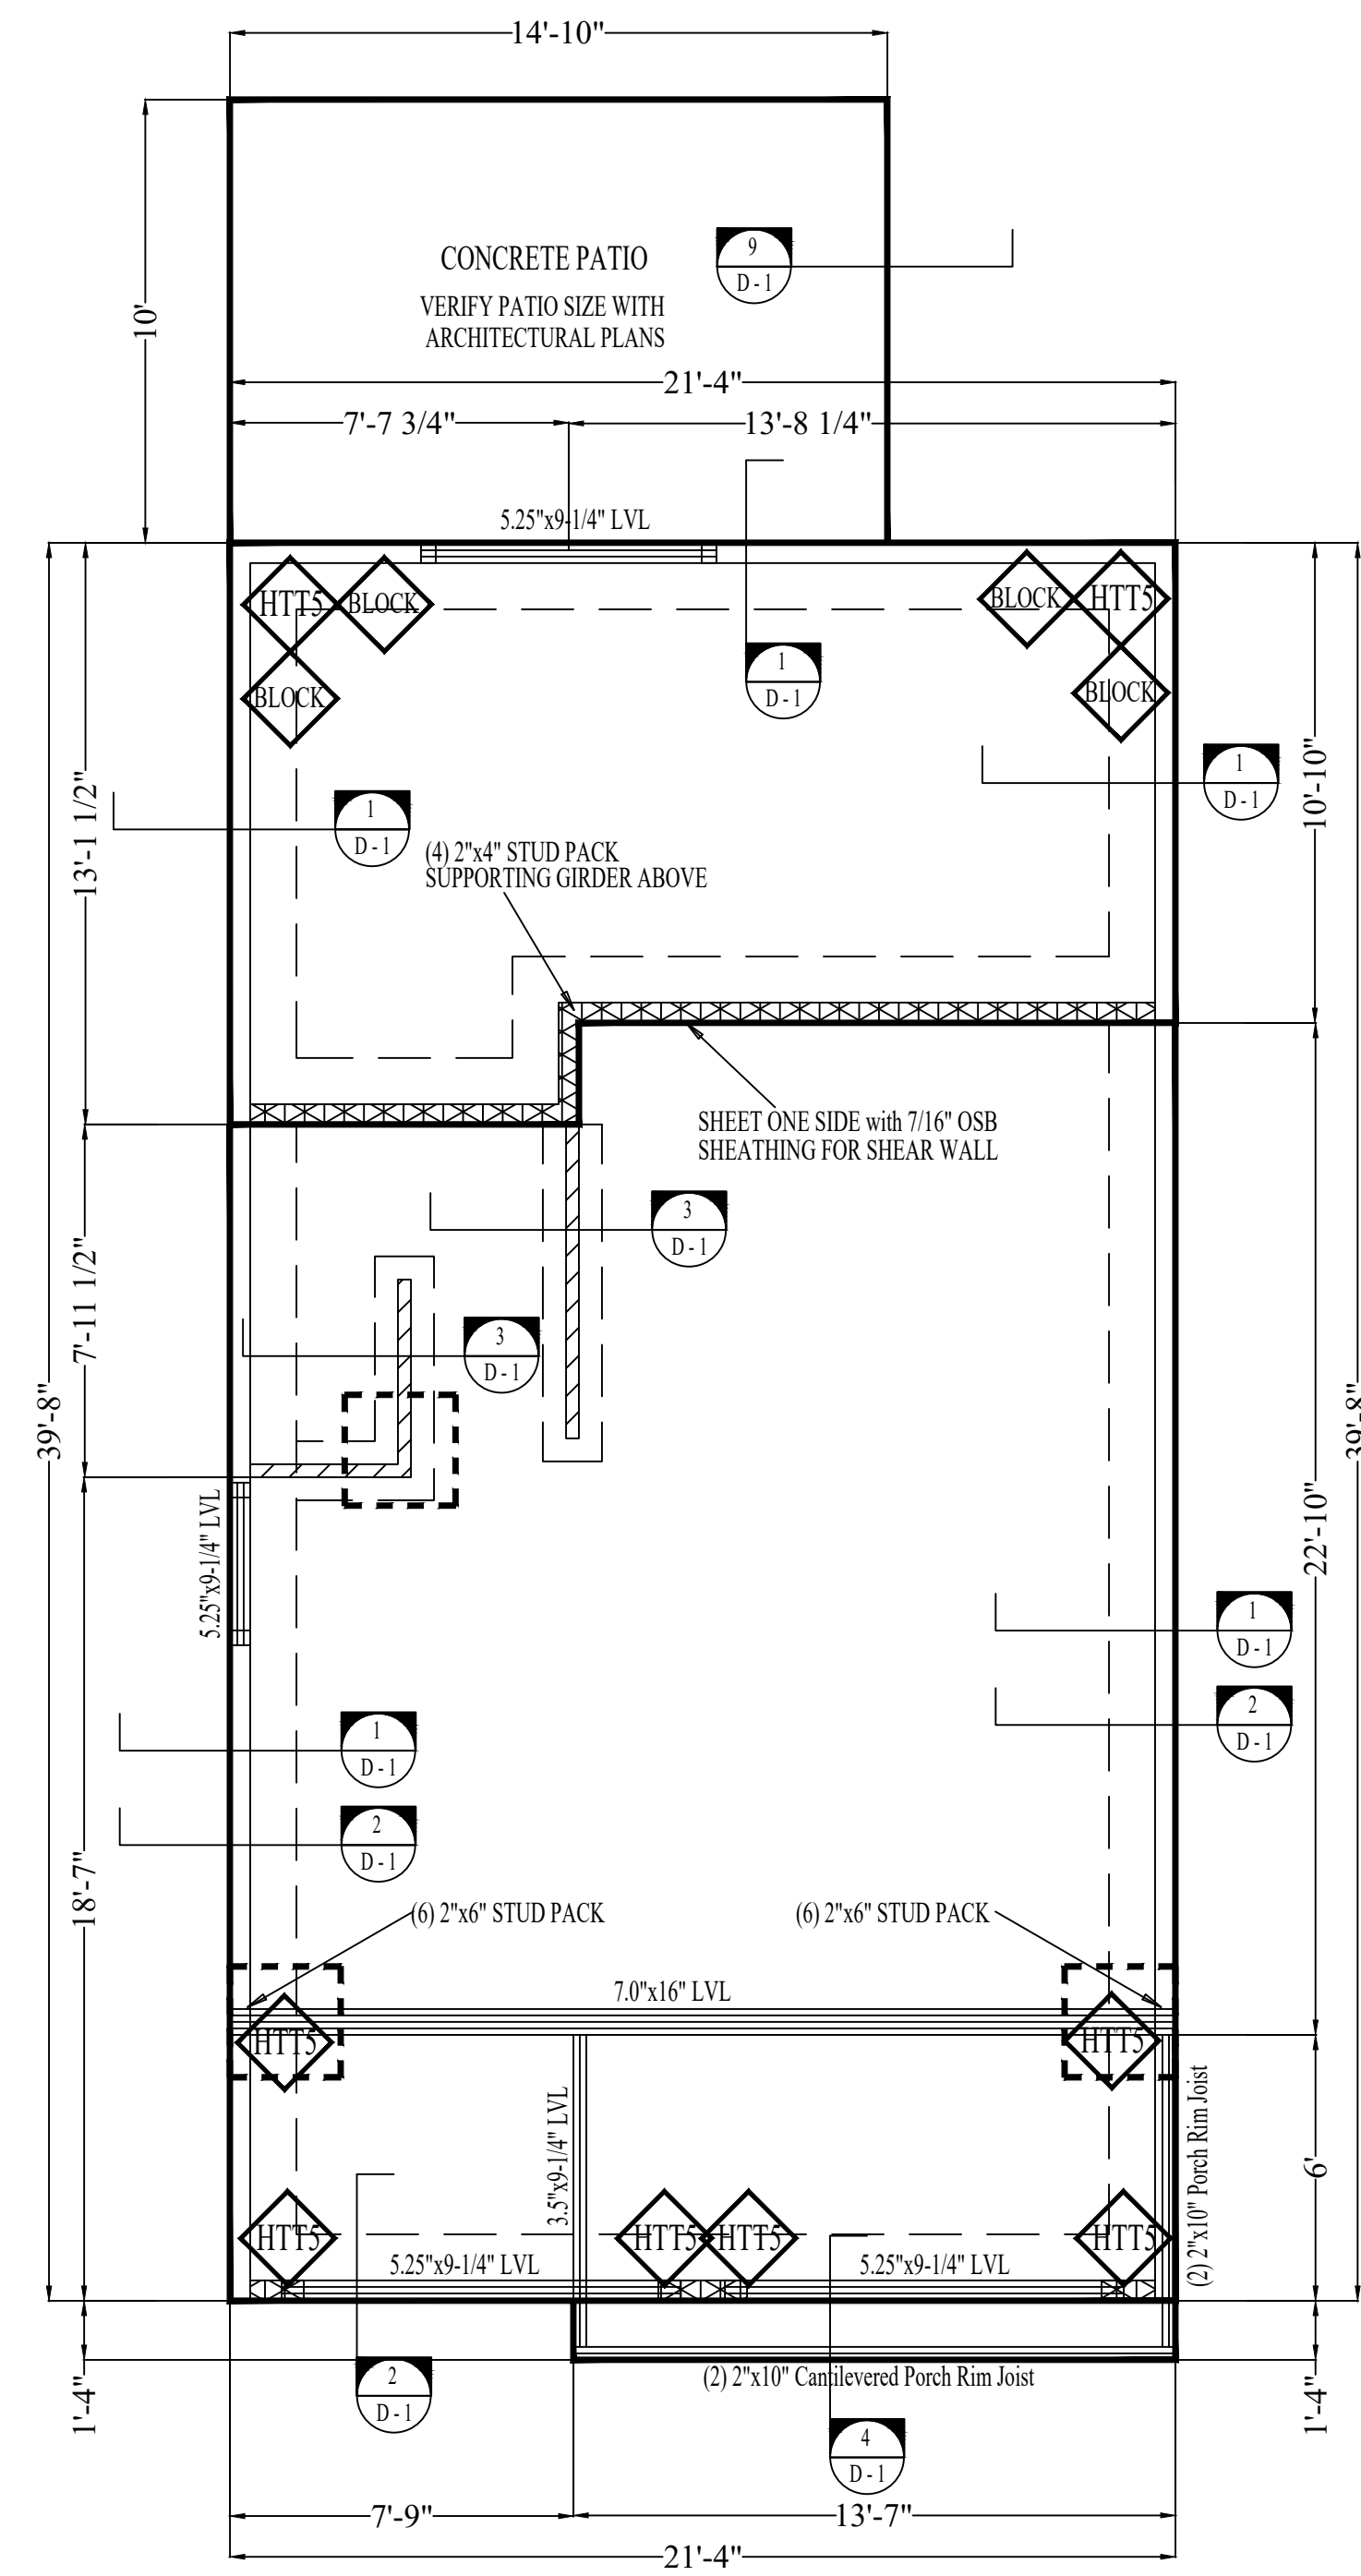 14'-10"
10'
9
D - 1
CONCRETE PATIO
VERIFY PATIO SIZE WITH
ARCHITECTURAL PLANS
21'-4"
7'-7 3/4"
13'-8 1/4"
5.25"x9-1/4" LVL
HTT5
BLOCK
BLOCK
HTT5
BLOCK
BLOCK
1
D - 1
1
D - 1
1
D - 1
13'-1 1/2"
10'-10"
(4) 2"x4" STUD PACK
SUPPORTING GIRDER ABOVE
SHEET ONE SIDE with 7/16" OSB
SHEATHING FOR SHEAR WALL
3
D - 1
3
D - 1
7'-11 1/2"
39'-8"
39'-8"
22'-10"
5.25"x9-1/4" LVL
1
D - 1
2
D - 1
1
D - 1
2
D - 1
18'-7"
(6) 2"x6" STUD PACK
(6) 2"x6" STUD PACK
7.0"x16" LVL
HTT5
HTT5
3.5"x9-1/4" LVL
(2) 2"x10" Porch Rim Joist
6'
HTT5
HTT5
HTT5
HTT5
5.25"x9-1/4" LVL
5.25"x9-1/4" LVL
1'-4"
1'-4"
2
D - 1
(2) 2"x10" Cantilevered Porch Rim Joist
4
D - 1
7'-9"
13'-7"
21'-4"